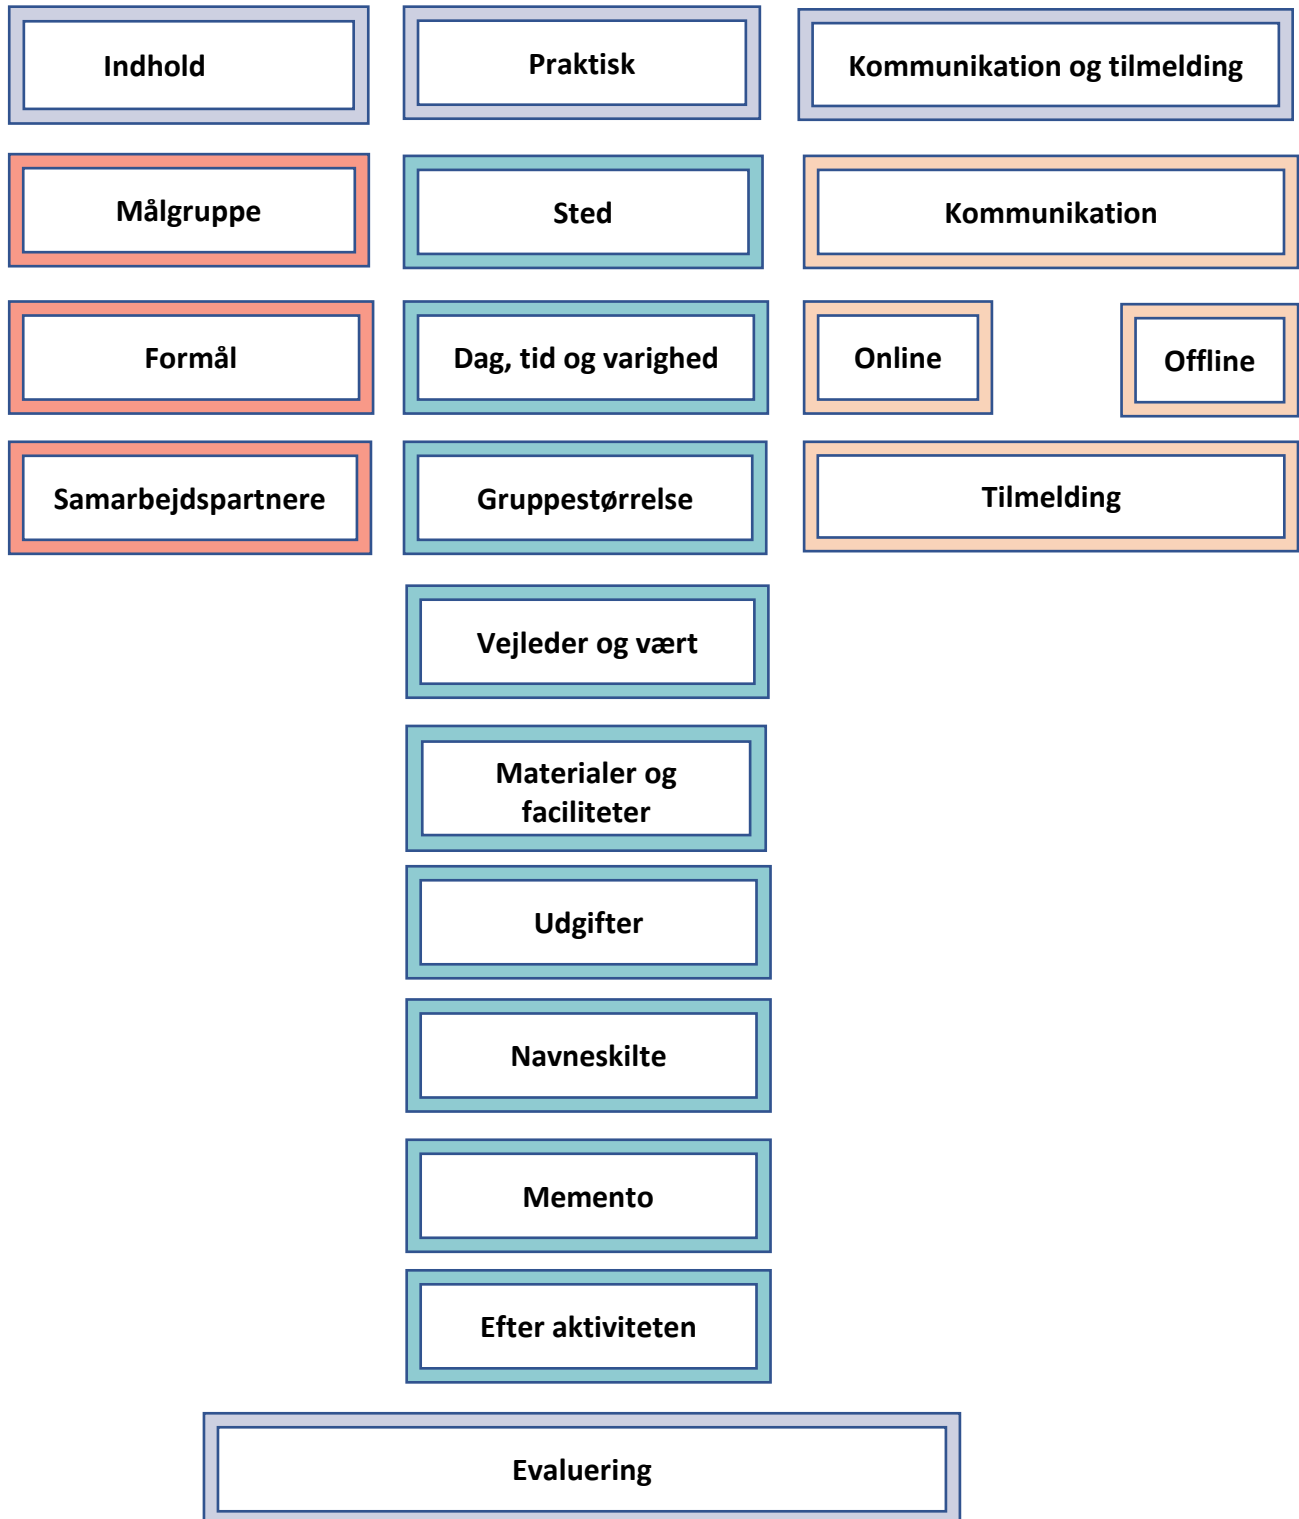 Indhold
Praktisk
Kommunikation og tilmelding
Målgruppe
Sted
Kommunikation
Formål
Dag, tid og varighed
Online
Offline
Samarbejdspartnere
Gruppestørrelse
Tilmelding
Vejleder og vært
Materialer og
faciliteter
Udgifter
Navneskilte
Memento
Efter aktiviteten
Evaluering